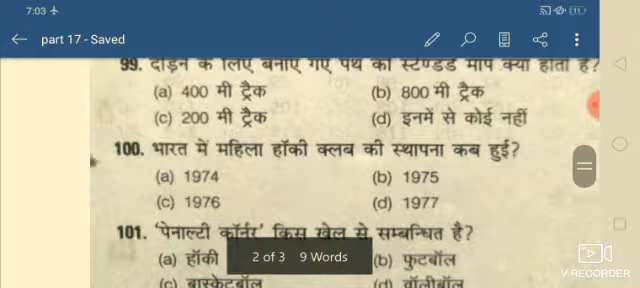 7:03
part 17 - Saved
99. दौड़ने के लिए बनाए गए पथ की स्टैण्डर्ड माप क्या होती है?
(a) 400 मी ट्रैक (b) 800 मी ट्रैक
(c) 200 मी ट्रैक (d) इनमें से कोई नहीं
100. भारत में महिला हॉकी क्लब की स्थापना कब हुई?
(a) 1974 (b) 1975
(c) 1976 (d) 1977
101. 'पेनाल्टी कॉर्नर' किस खेल से सम्बन्धित है?
(a) हॉकी (b) फुटबॉल
2 of 3 9 Words
(c) बास्केटबॉल (d) वॉलीबॉल
V-RECORDER